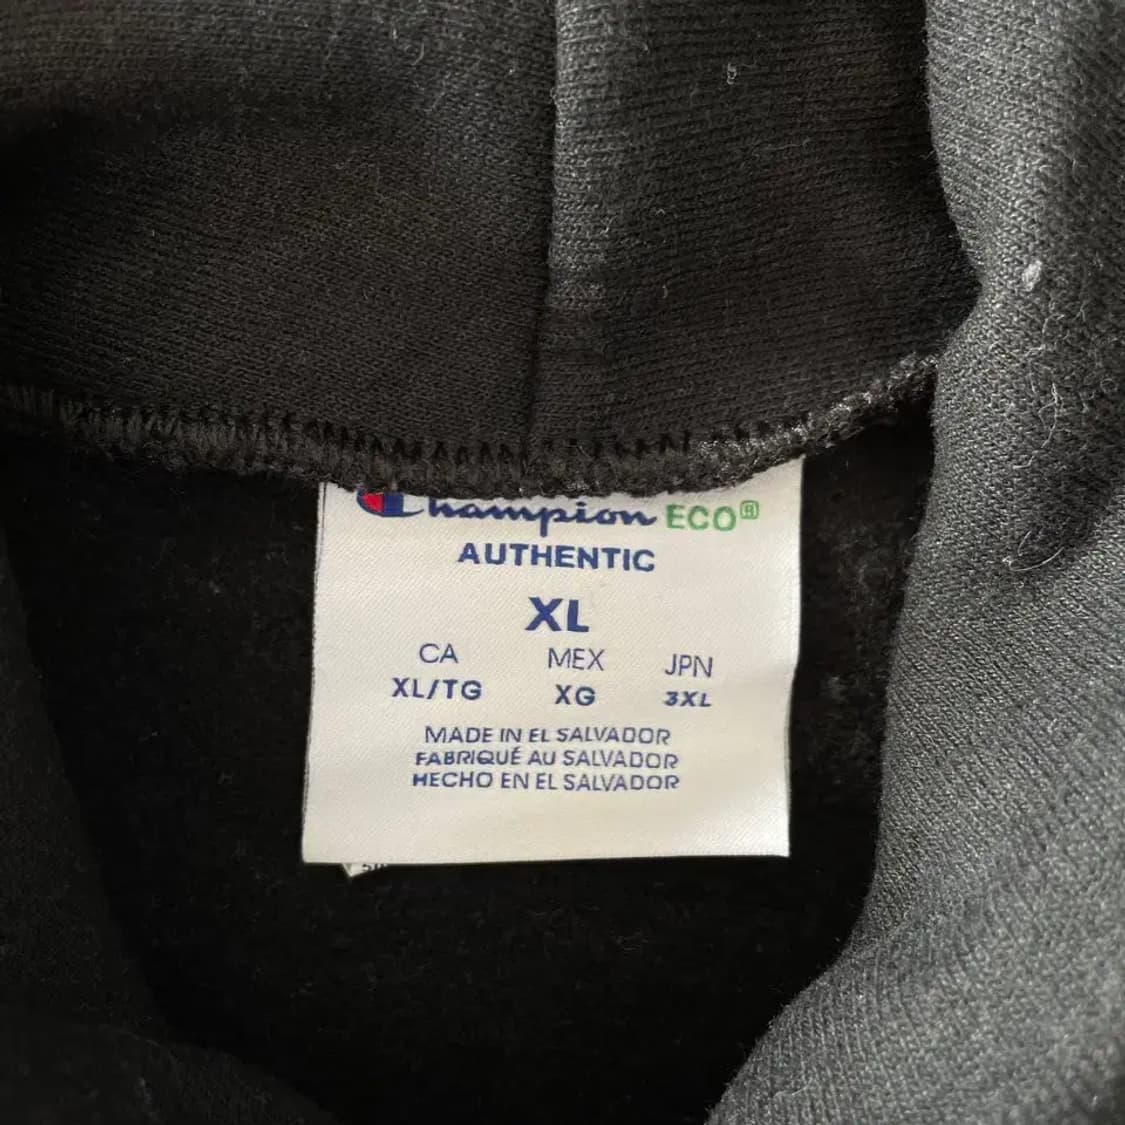 Champion ECO®
AUTHENTIC
XL
CA MEX JPN
XL/TG XG 3XL
MADE IN EL SALVADOR
FABRIQUÉ AU SALVADOR
HECHO EN EL SALVADOR